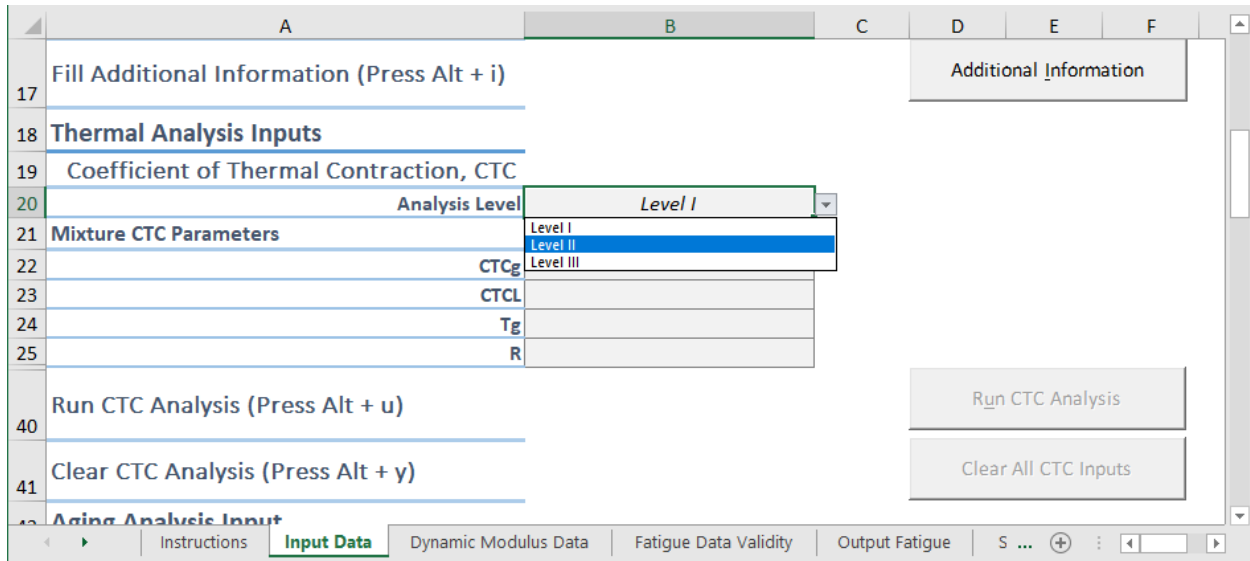 A B C D E F
17 Fill Additional Information (Press Alt + i) Additional Information
18 Thermal Analysis Inputs
19 Coefficient of Thermal Contraction, CTC
20 Analysis Level Level I
21 Mixture CTC Parameters Level I
Level II
22 CTCg Level III
23 CTCL
24 Tg
25 R
40 Run CTC Analysis (Press Alt + u) Run CTC Analysis
41 Clear CTC Analysis (Press Alt + y) Clear All CTC Inputs
Aging Analysis Input
Instructions Input Data Dynamic Modulus Data Fatigue Data Validity Output Fatigue S ...